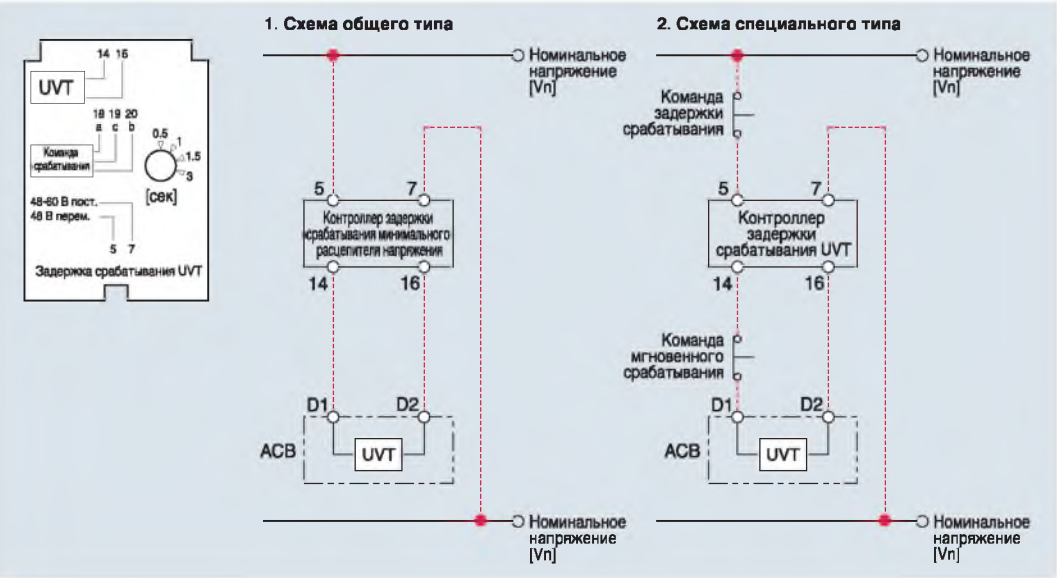 14 16
UVT
18 19 20
a c b
Команда
срабатывания
0.5
1
1.5
3
[сек]
48-60 В пост.
48 В перем.
5 7
Задержка срабатывания UVT
1. Схема общего типа
Номинальное
напряжение
[Vn]
5 7
Контроллер задержки
срабатывания минимального
расцепителя напряжения
14 16
D1 D2
ACB
UVT
Номинальное
напряжение
[Vn]
2. Схема специального типа
Номинальное
напряжение
[Vn]
Команда
задержки
срабатывания
5 7
Контроллер
задержки
срабатывания UVT
14 16
Команда
мгновенного
срабатывания
D1 D2
ACB
UVT
Номинальное
напряжение
[Vn]